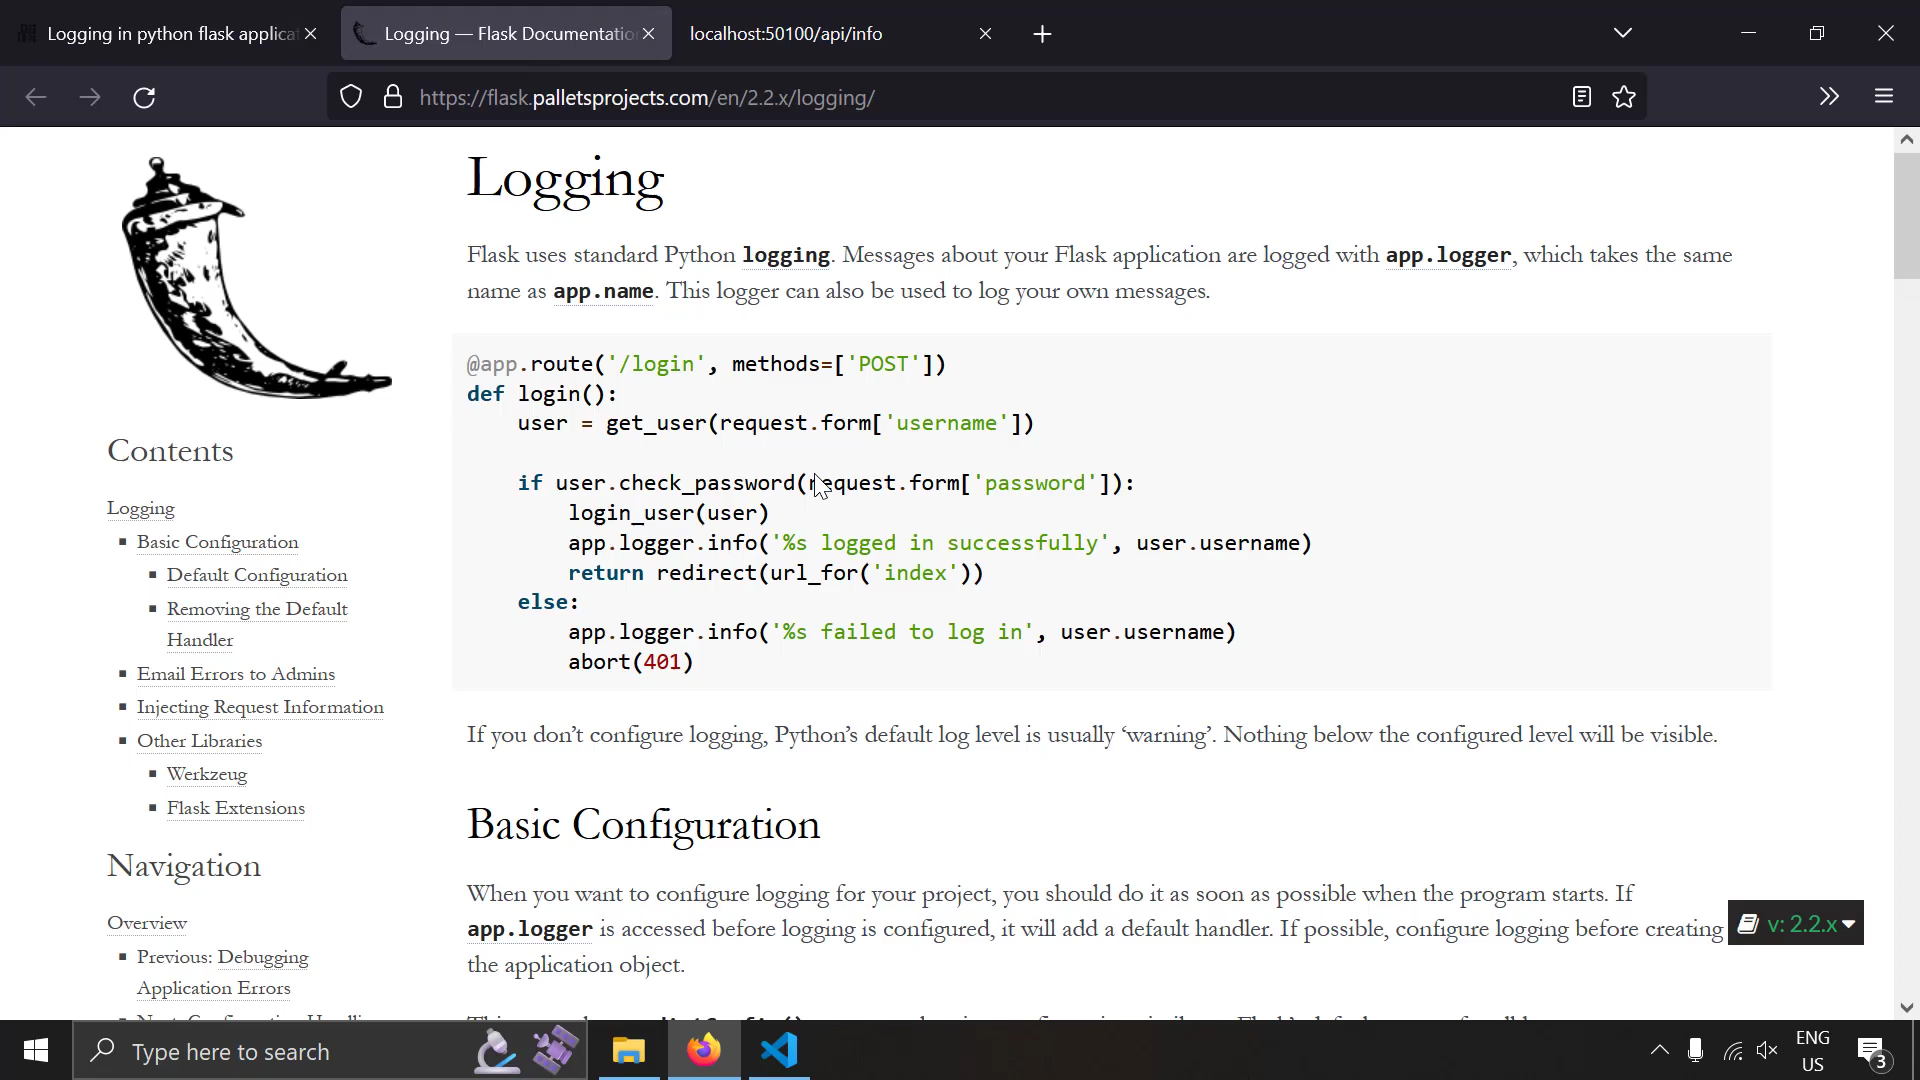 Logging in python flask applicat
Logging — Flask Documentatio
localhost:50100/api/info
https://flask.palletsprojects.com/en/2.2.x/logging/
Logging
Flask uses standard Python logging. Messages about your Flask application are logged with app.logger, which takes the same
name as app.name. This logger can also be used to log your own messages.
@app.route('/login', methods=['POST'])
def login():
    user = get_user(request.form['username'])
    if user.check_password(request.form['password']):
        login_user(user)
        app.logger.info('%s logged in successfully', user.username)
        return redirect(url_for('index'))
    else:
        app.logger.info('%s failed to log in', user.username)
        abort(401)
If you don’t configure logging, Python’s default log level is usually ‘warning’. Nothing below the configured level will be visible.
Basic Configuration
When you want to configure logging for your project, you should do it as soon as possible when the program starts. If
app.logger is accessed before logging is configured, it will add a default handler. If possible, configure logging before creating
the application object.
Contents
Logging
Basic Configuration
Default Configuration
Removing the Default
Handler
Email Errors to Admins
Injecting Request Information
Other Libraries
Werkzeug
Flask Extensions
Navigation
Overview
Previous: Debugging
Application Errors
v: 2.2.x
Type here to search
ENG
US
3